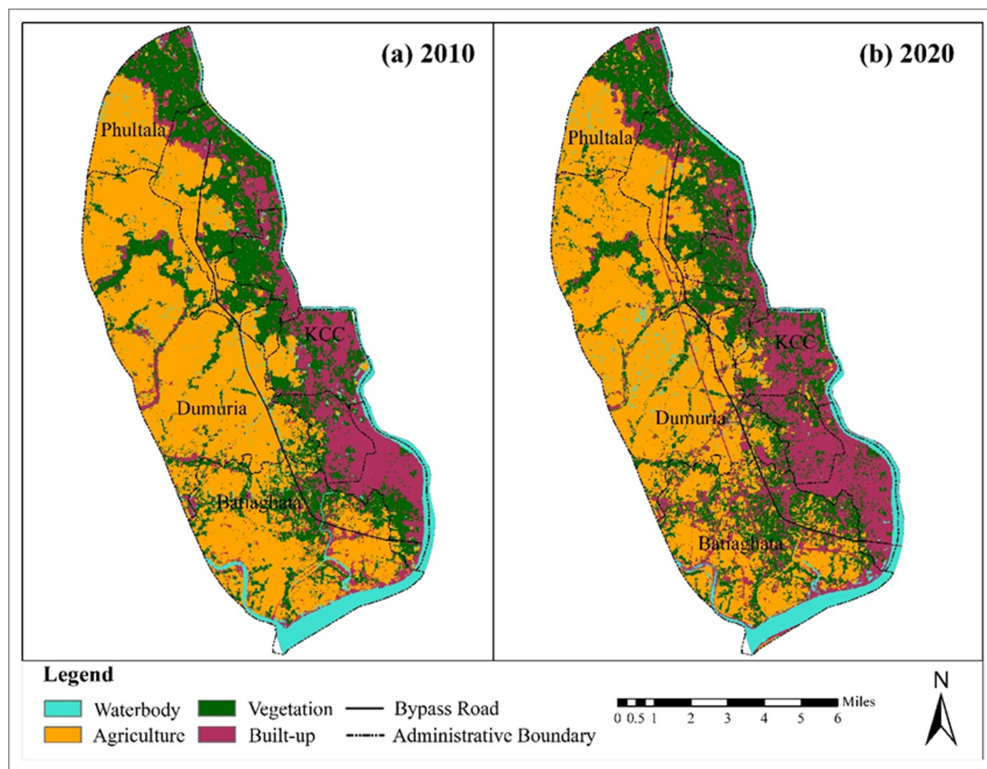 (a) 2010
(b) 2020
Phultala
Phultala
KCC
KCC
Dumuria
Dumuria
Batiaghata
Batiaghata
Legend
Waterbody
Vegetation
Bypass Road
Agriculture
Built-up
Administrative Boundary
Miles
0 0.5 1 2 3 4 5 6
N